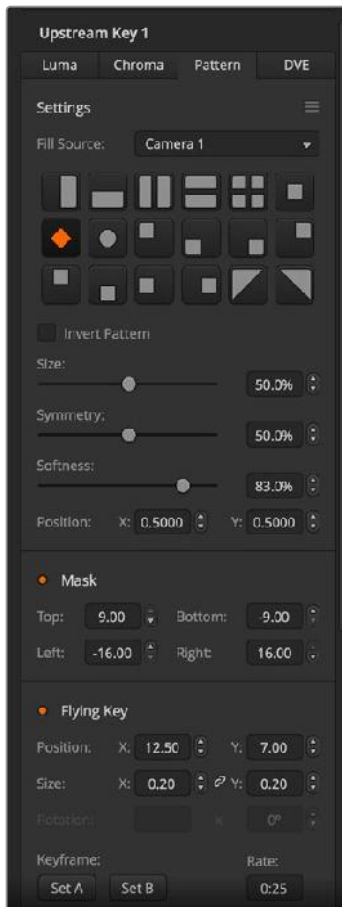 Upstream Key 1
Luma Chroma Pattern DVE
Settings
Fill Source: Camera 1
Invert Pattern
Size:
50.0%
Symmetry:
50.0%
Softness:
83.0%
Position: X: 0.5000 Y: 0.5000
Mask
Top: 9.00 Bottom: -9.00
Left: -16.00 Right: 16.00
Flying Key
Position: X: 12.50 Y: 7.00
Size: X: 0.20 Y: 0.20
Rotation: x 0°
Keyframe: Rate:
Set A Set B 0:25